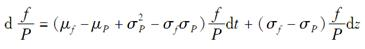 d f/P = (μ_f − μ_P + σ_P^2 − σ_f σ_P) f/P dt + (σ_f − σ_P) f/P dz